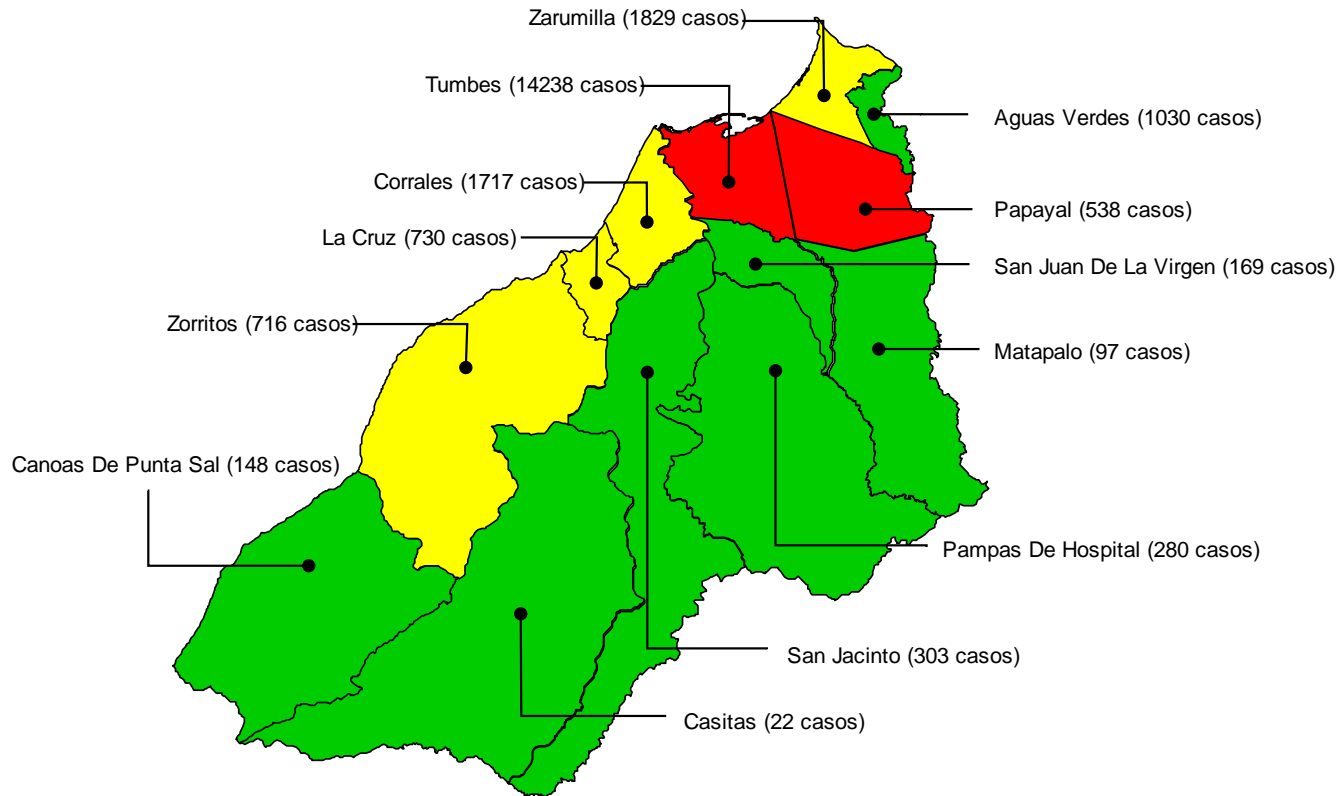 Zarumilla (1829 casos)
Tumbes (14238 casos)
Aguas Verdes (1030 casos)
Corrales (1717 casos)
Papayal (538 casos)
La Cruz (730 casos)
San Juan De La Virgen (169 casos)
Zorritos (716 casos)
Matapalo (97 casos)
Canoas De Punta Sal (148 casos)
Pampas De Hospital (280 casos)
San Jacinto (303 casos)
Casitas (22 casos)